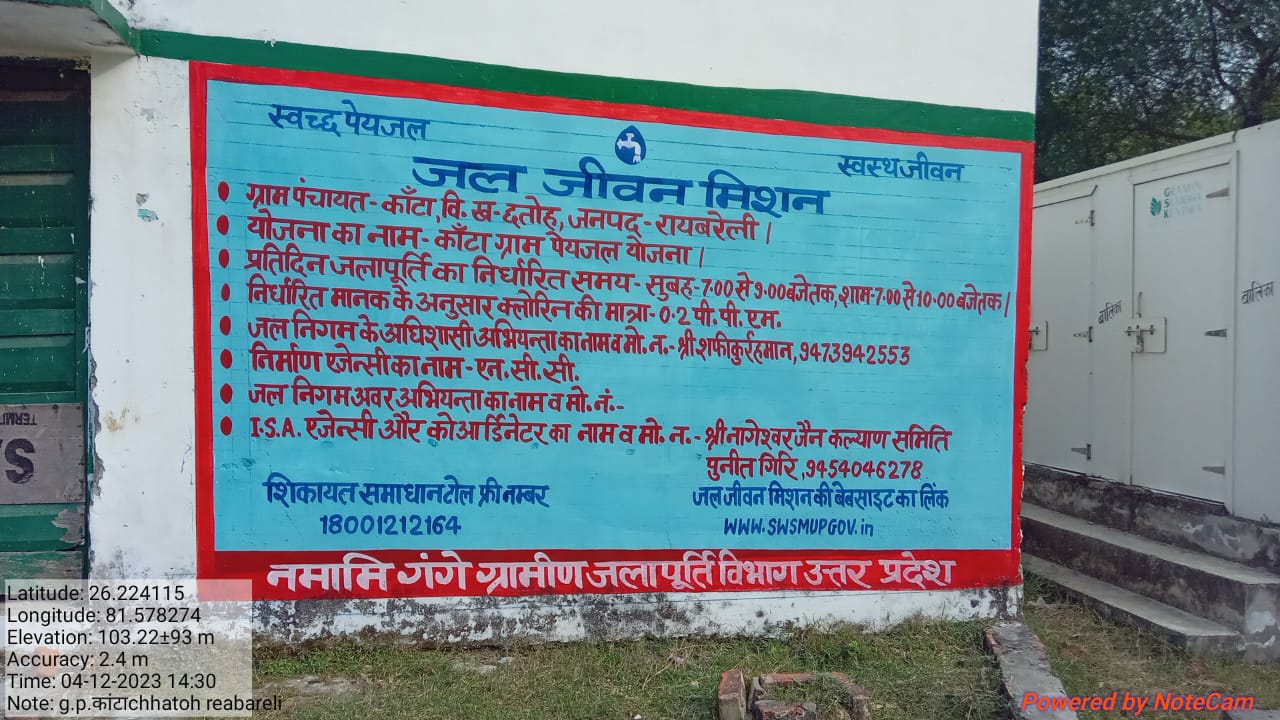 स्वच्छ पेयजल
स्वस्थ जीवन
जल जीवन मिशन
• ग्राम पंचायत - काँटा, वि. ख - छतोह, जनपद - रायबरेली।
• योजना का नाम - काँटा ग्राम पेयजल योजना।
• प्रतिदिन जलापूर्ति का निर्धारित समय - सुबह - 7.00 से 9.00 बजे तक, शाम - 7.00 से 10.00 बजे तक।
• निर्धारित मानक के अनुसार क्लोरिन की मात्रा - 0.2 पी. पी. एम.
• जल निगम के अधिशासी अभियन्ता का नाम व मो. न. - श्री शफीकुर्रहमान, 9473942553
• निर्माण एजेन्सी का नाम - एन. सी. सी.
• जल निगम अवर अभियन्ता का नाम व मो. नं. -
• I.S.A. एजेन्सी और कोआर्डिनेटर का नाम व मो. न. - श्री नागेश्वर जैन कल्याण समिति
पुनीत गिरि, 9454046278
शिकायत समाधान टोल फ्री नम्बर
18001212164
जल जीवन मिशन की बेबसाइट का लिंक
WWW.SWSMUPGOV.in
नमामि गंगे ग्रामीण जलापूर्ति विभाग उत्तर प्रदेश
GRAMIN
SAMRIDHI
KENDRA
बालिका
बालिका
TERMI
Latitude: 26.224115
Longitude: 81.578274
Elevation: 103.22±93 m
Accuracy: 2.4 m
Time: 04-12-2023 14:30
Note: g.p.कांटाchhatoh reabareli
Powered by NoteCam